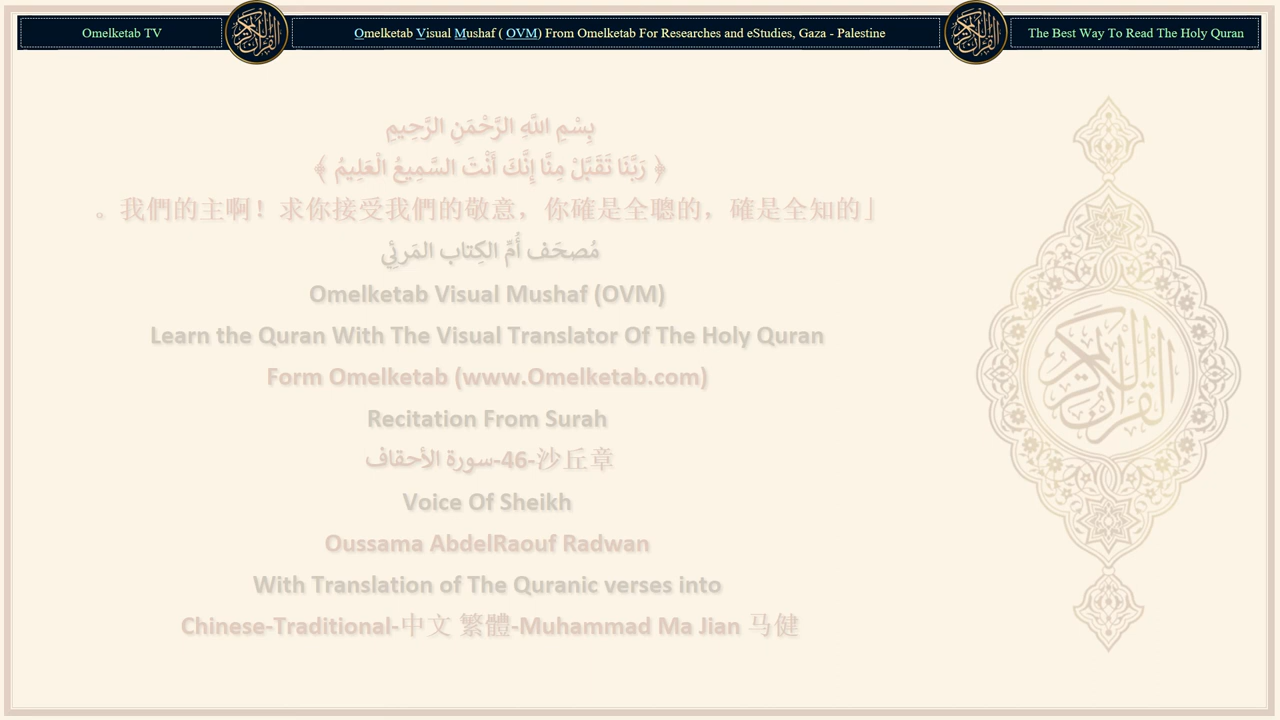 Omelketab TV
Omelketab Visual Mushaf ( OVM) From Omelketab For Researches and eStudies, Gaza - Palestine
The Best Way To Read The Holy Quran
بِسْمِ اللَّهِ الرَّحْمَنِ الرَّحِيمِ
﴿ رَبَّنَا تَقَبَّلْ مِنَّا إِنَّكَ أَنْتَ السَّمِيعُ الْعَلِيمُ ﴾
。我們的主啊！求你接受我們的敬意，你確是全聰的，確是全知的」
مُصحَف أُمَّ الكِتاب المَرئِي
Omelketab Visual Mushaf (OVM)
Learn the Quran With The Visual Translator Of The Holy Quran
Form Omelketab (www.Omelketab.com)
Recitation From Surah
سورة الأحقاف-46-沙丘章
Voice Of Sheikh
Oussama AbdelRaouf Radwan
With Translation of The Quranic verses into
Chinese-Traditional-中文 繁體-Muhammad Ma Jian 马健
القرآن الكريم